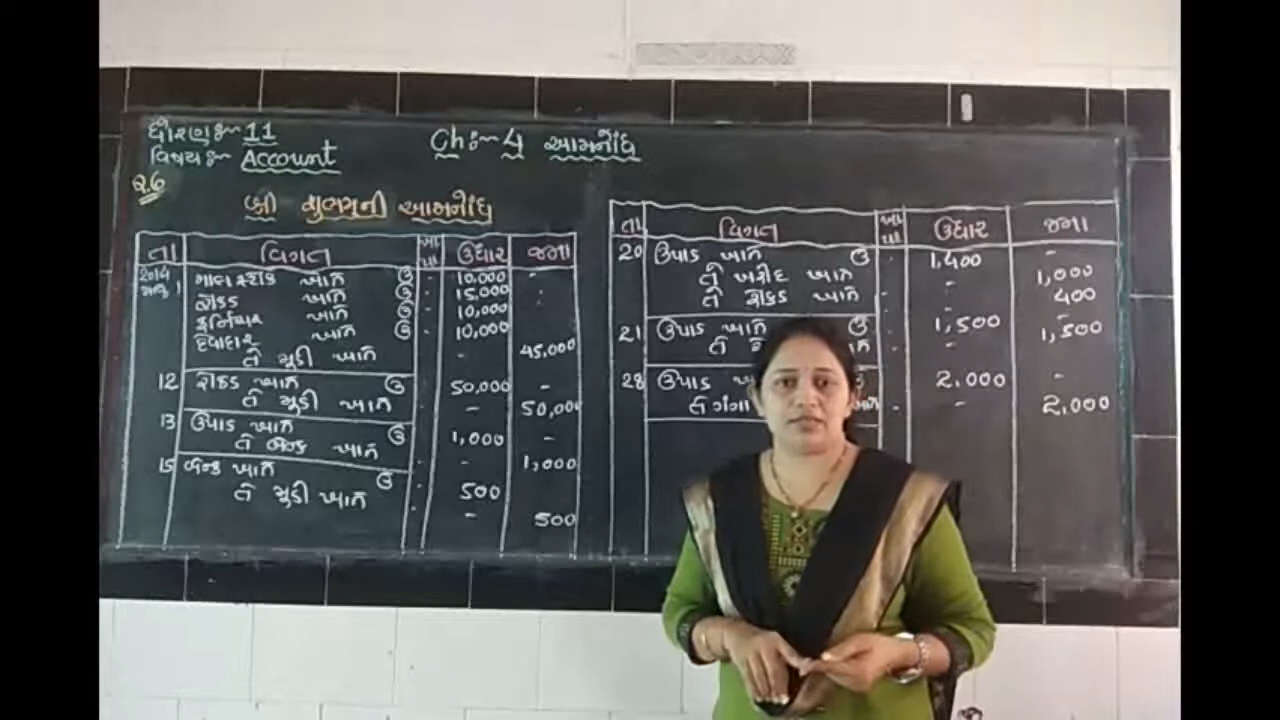 ધોરણઃ~ 11
વિષયઃ~ Account
Ch:~ 4 આમનોંધ
૨.6
શ્રી મુલમૂની આમનોંધ
તા વિગત ખા પા ઉધાર જમા
2014
1 માલ સ્ટોક ખાતે ઉ 10,000 -
રોકડ ખાતે ઉ 15,000
ફર્નિચર ખાતે ઉ 10,000
દેવાદાર ખાતે ઉ 10,000
તે મૂડી ખાતે - 45,000
12 રોકડ ખાતે ઉ 50,000 -
તે મૂડી ખાતે - 50,000
13 ઉપાડ ખાતે ઉ 1,000 -
તે બેન્ક ખાતે - 1,000
15 બેન્ક ખાતે ઉ 500
તે મૂડી ખાતે - 500
તા વિગત ખા પા ઉધાર જમા
20 ઉપાડ ખાતે ઉ 1,400 -
તે ખરીદ ખાતે - 1,000
તે રોકડ ખાતે - 400
21 ઉપાડ ખાતે ઉ 1,500 -
તે - 1,500
28 ઉપાડ 2.000 -
તે ગંગા - 2.000